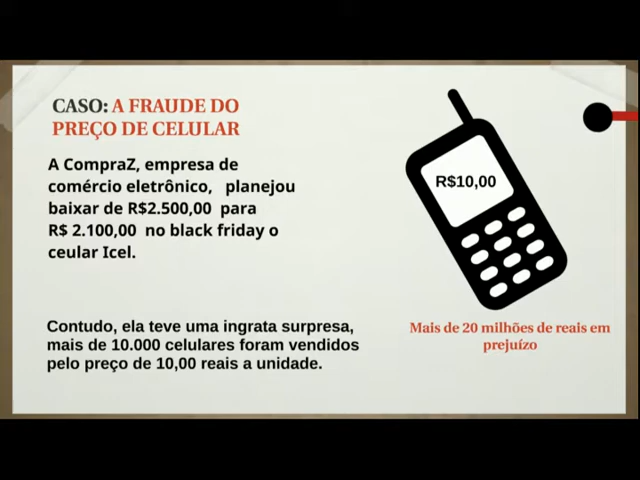 CASO: A FRAUDE DO
PREÇO DE CELULAR
A CompraZ, empresa de
comércio eletrônico, planejou
baixar de R$2.500,00 para
R$ 2.100,00 no black friday o
ceular Icel.
R$10,00
Contudo, ela teve uma ingrata surpresa,
mais de 10.000 celulares foram vendidos
pelo preço de 10,00 reais a unidade.
Mais de 20 milhões de reais em
prejuízo